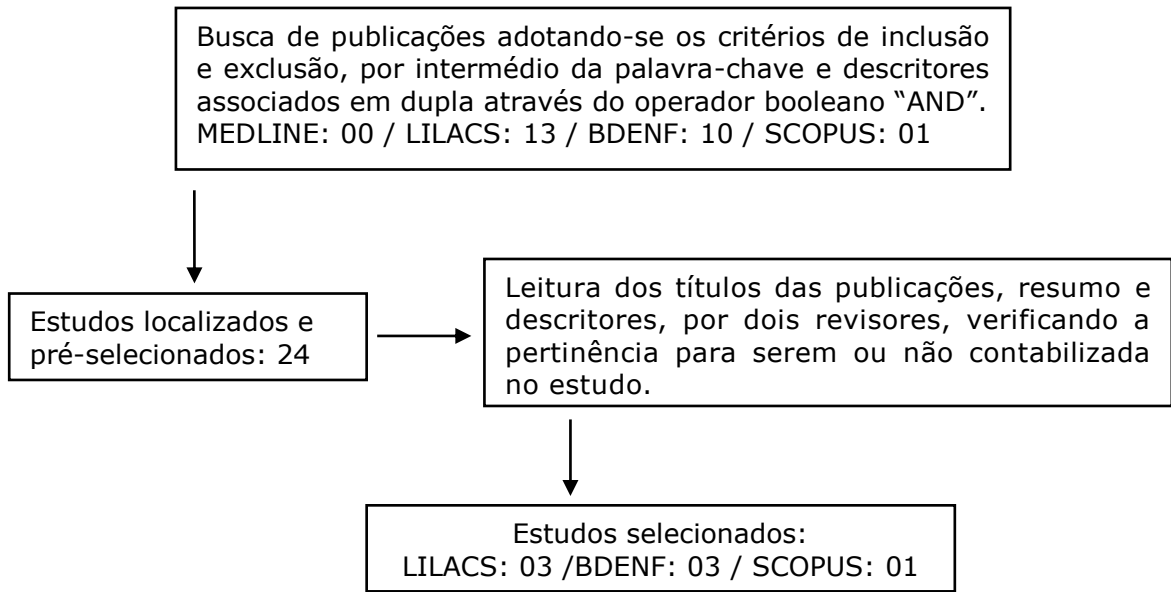 Busca de publicações adotando-se os critérios de inclusão
e exclusão, por intermédio da palavra-chave e descritores
associados em dupla através do operador booleano “AND”.
MEDLINE: 00 / LILACS: 13 / BDENF: 10 / SCOPUS: 01
Estudos localizados e
pré-selecionados: 24
Leitura dos títulos das publicações, resumo e
descritores, por dois revisores, verificando a
pertinência para serem ou não contabilizada
no estudo.
Estudos selecionados:
LILACS: 03 /BDENF: 03 / SCOPUS: 01